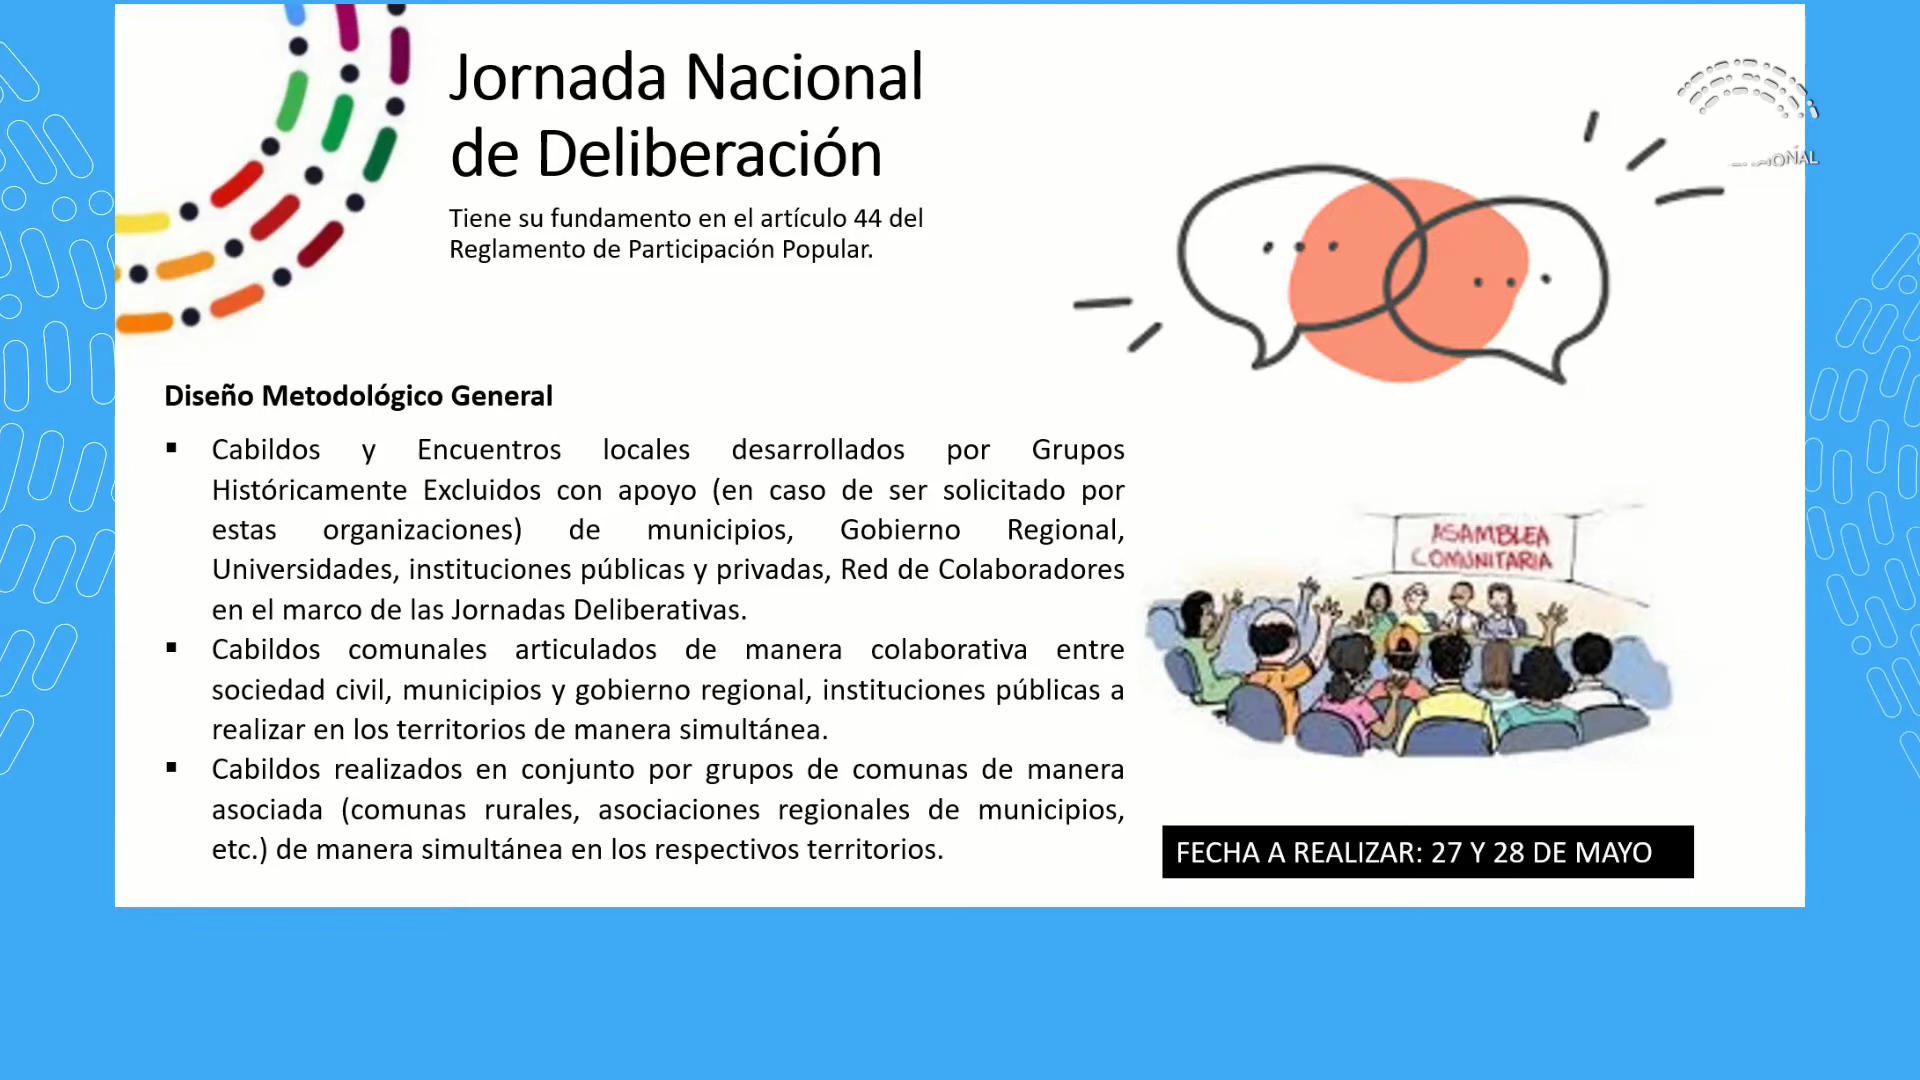 Jornada Nacional
de Deliberación
Tiene su fundamento en el artículo 44 del
Reglamento de Participación Popular.
Diseño Metodológico General
▪ Cabildos y Encuentros locales desarrollados por Grupos
Históricamente Excluidos con apoyo (en caso de ser solicitado por
estas organizaciones) de municipios, Gobierno Regional,
Universidades, instituciones públicas y privadas, Red de Colaboradores
en el marco de las Jornadas Deliberativas.
▪ Cabildos comunales articulados de manera colaborativa entre
sociedad civil, municipios y gobierno regional, instituciones públicas a
realizar en los territorios de manera simultánea.
▪ Cabildos realizados en conjunto por grupos de comunas de manera
asociada (comunas rurales, asociaciones regionales de municipios,
etc.) de manera simultánea en los respectivos territorios.
ASAMBLEA
COMUNITARIA
FECHA A REALIZAR: 27 Y 28 DE MAYO